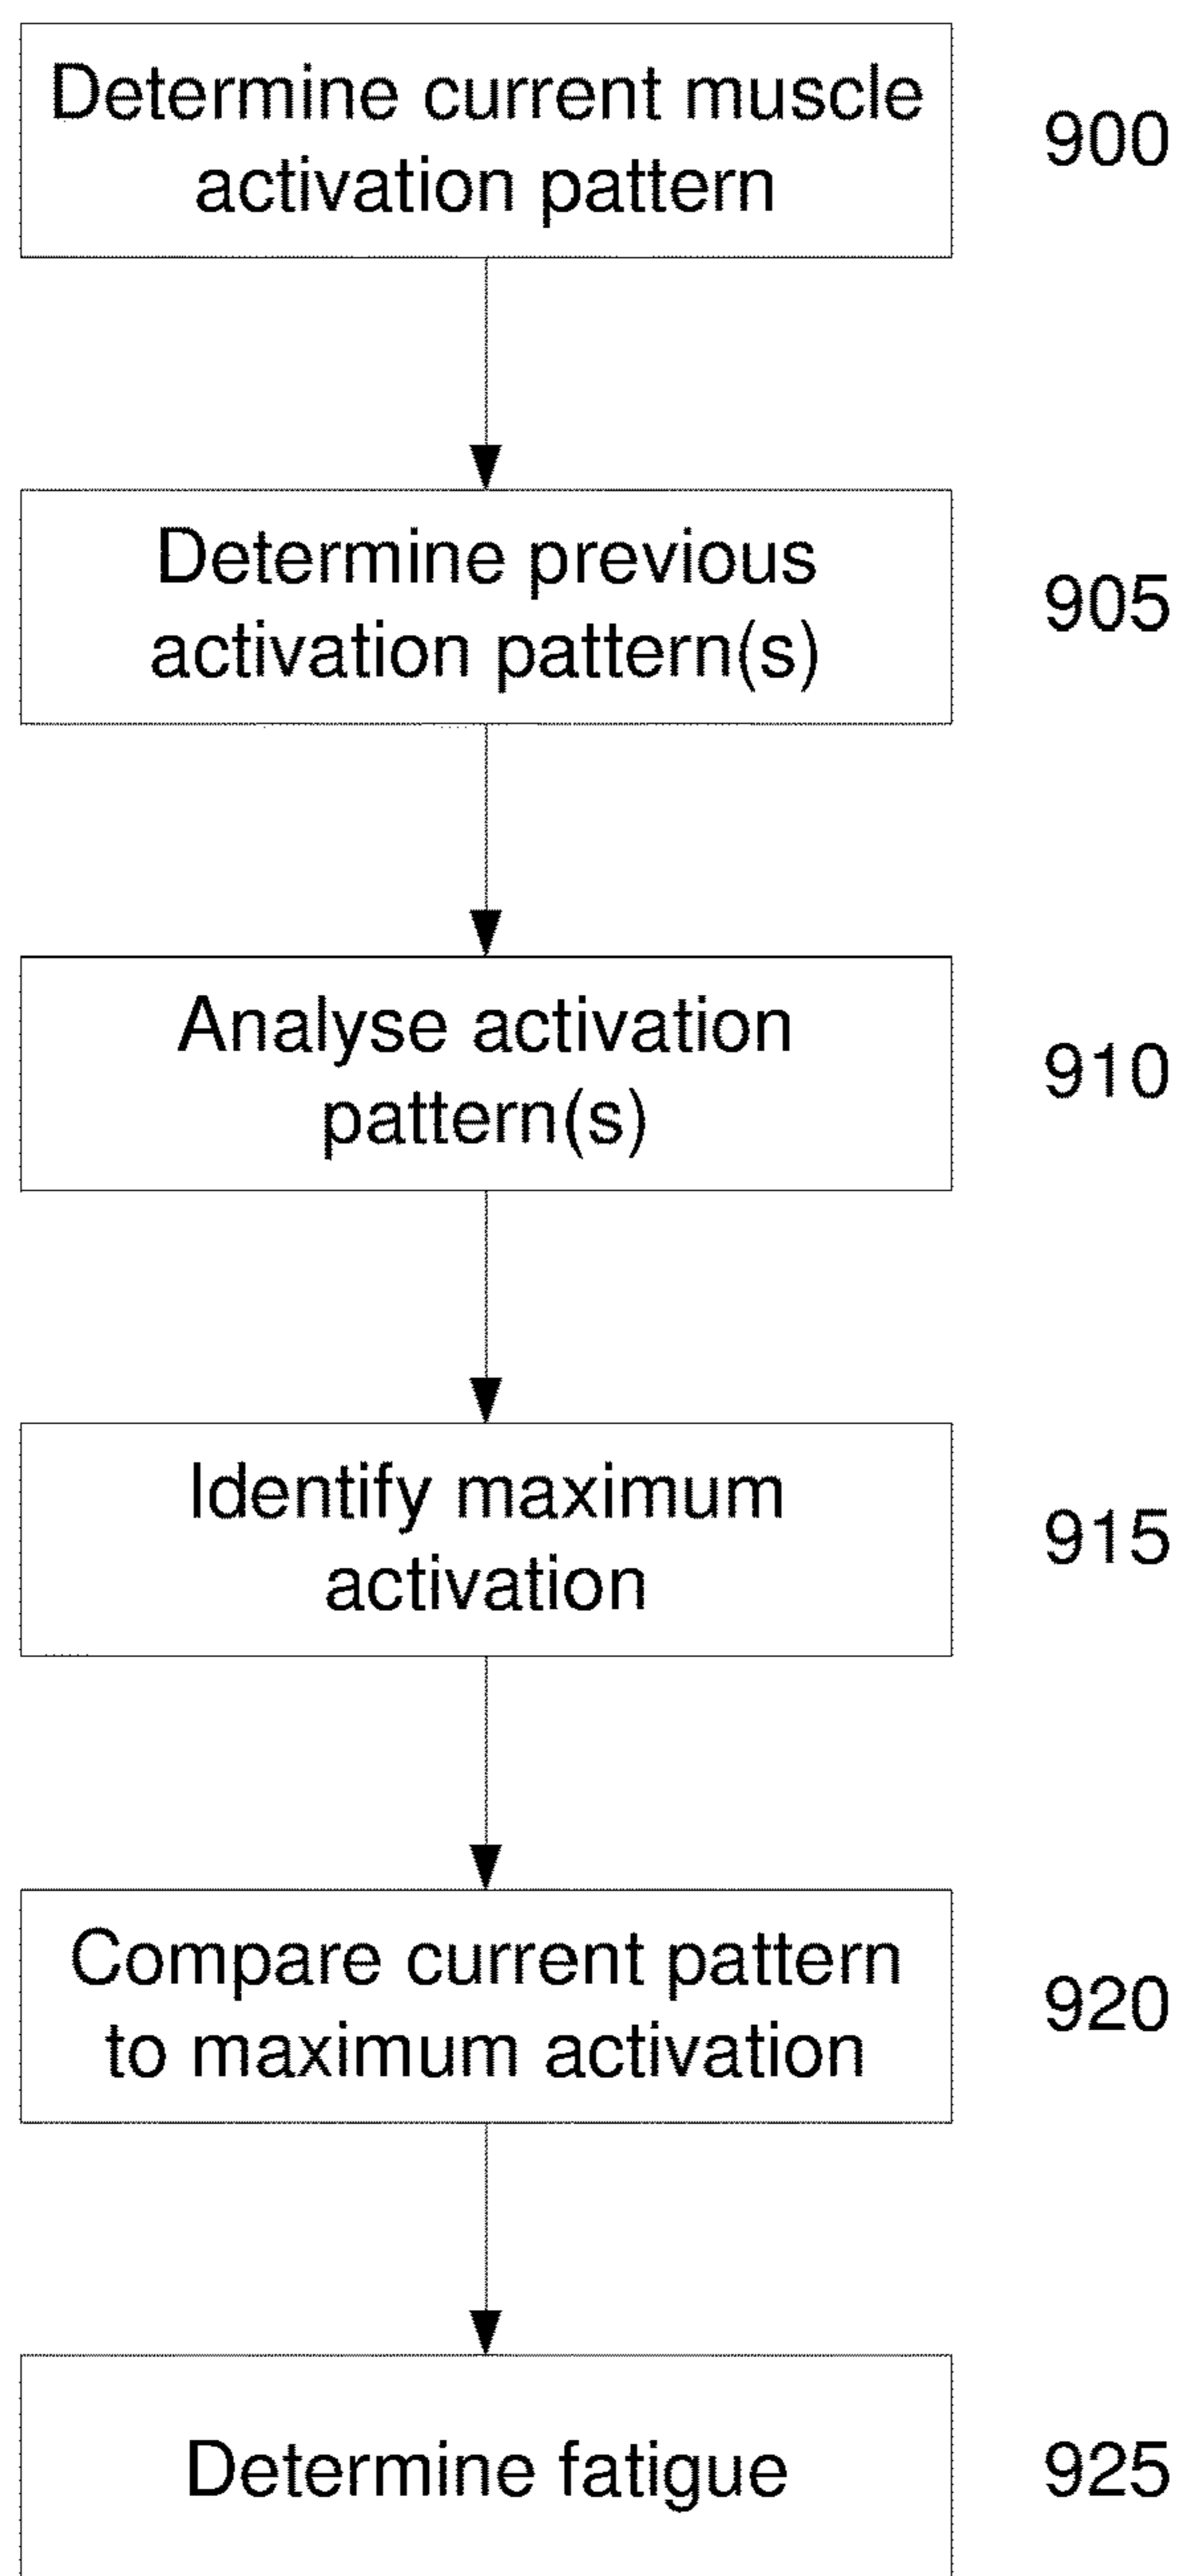 Determine current muscle
activation pattern
900
Determine previous
activation pattern(s)
905
Analyse activation
pattern(s)
910
Identify maximum
activation
915
Compare current pattern
to maximum activation
920
Determine fatigue
925